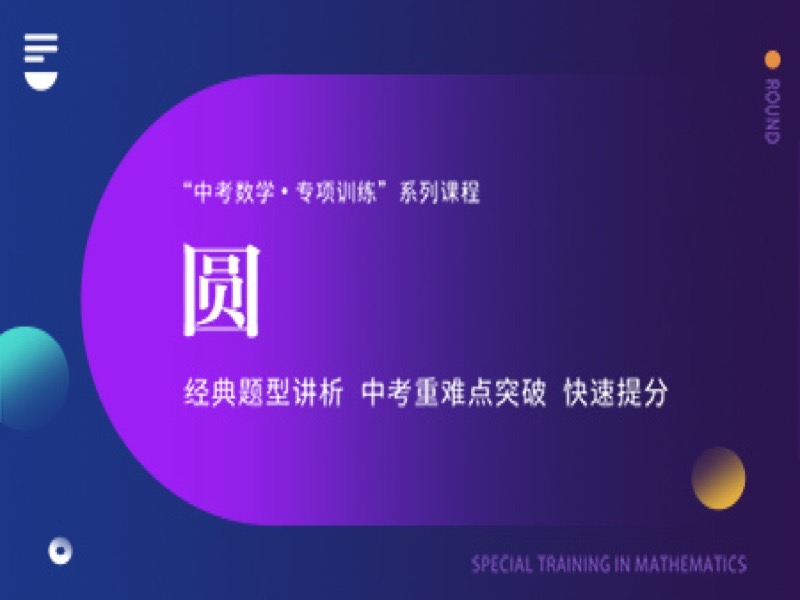 ROUND
“中考数学·专项训练”系列课程
圆
经典题型讲析 中考重难点突破 快速提分
SPECIAL TRAINING IN MATHEMATICS